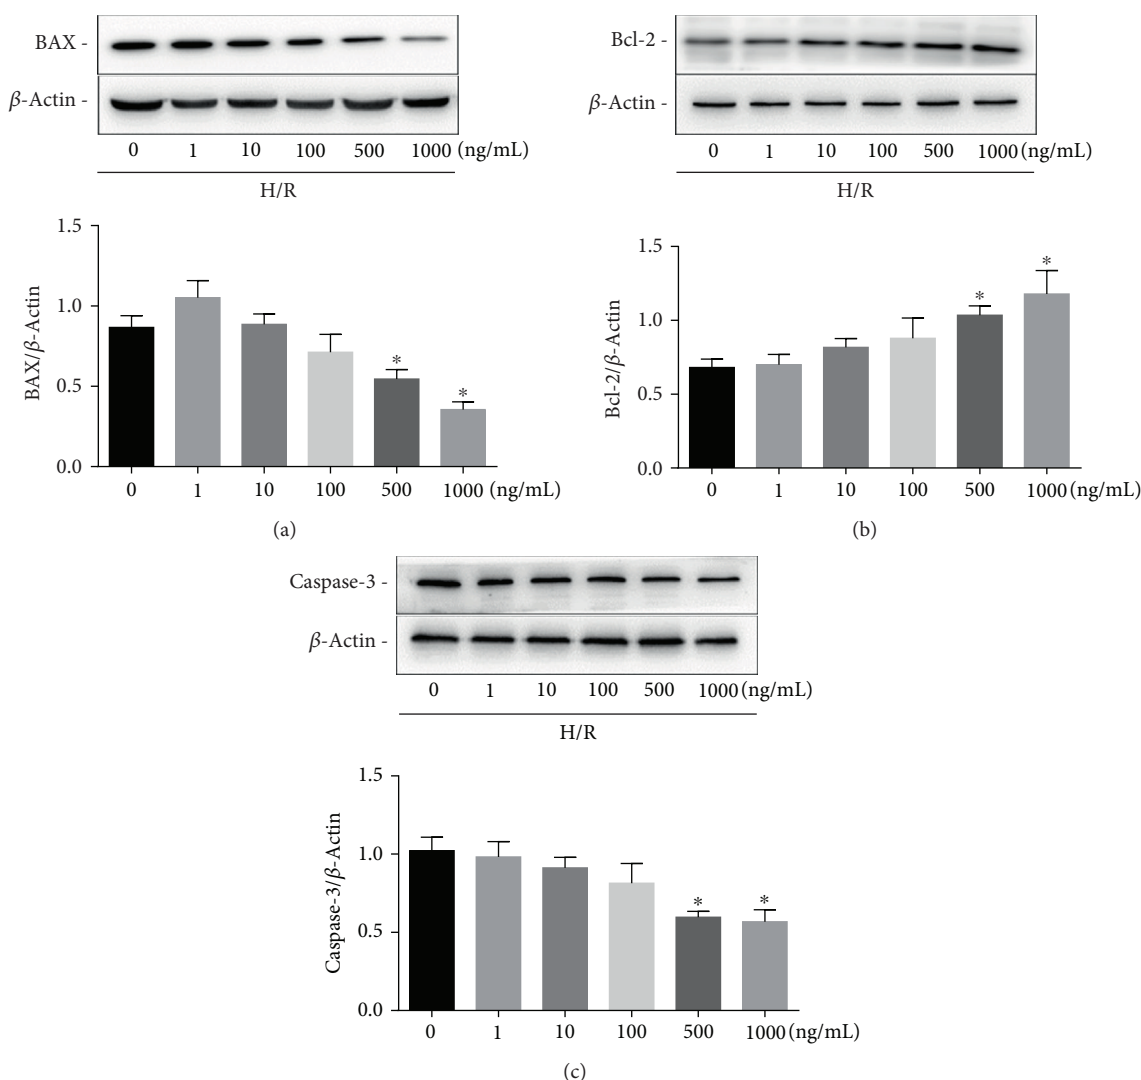 BAX -
β-Actin -
0 1 10 100 500 1000 (ng/mL)
H/R
1.5
1.0
0.5
0.0
BAX/β-Actin
* *
0 1 10 100 500 1000 (ng/mL)
(a)
Bcl-2 -
β-Actin -
0 1 10 100 500 1000 (ng/mL)
H/R
1.5
1.0
0.5
0.0
Bcl-2/β-Actin
* *
0 1 10 100 500 1000 (ng/mL)
(b)
Caspase-3 -
β-Actin -
0 1 10 100 500 1000 (ng/mL)
H/R
1.5
1.0
0.5
0.0
Caspase-3/β-Actin
* *
0 1 10 100 500 1000 (ng/mL)
(c)